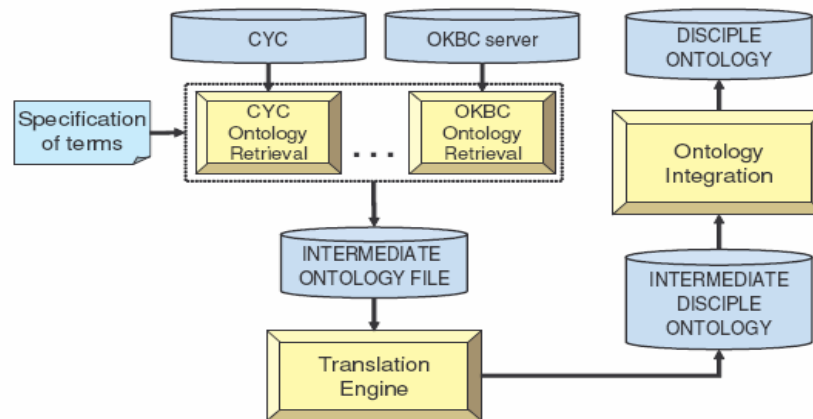 CYC
OKBC server
DISCIPLE
ONTOLOGY
Specification
of terms
CYC
Ontology
Retrieval
. . .
OKBC
Ontology
Retrieval
Ontology
Integration
INTERMEDIATE
ONTOLOGY FILE
INTERMEDIATE
DISCIPLE
ONTOLOGY
Translation
Engine